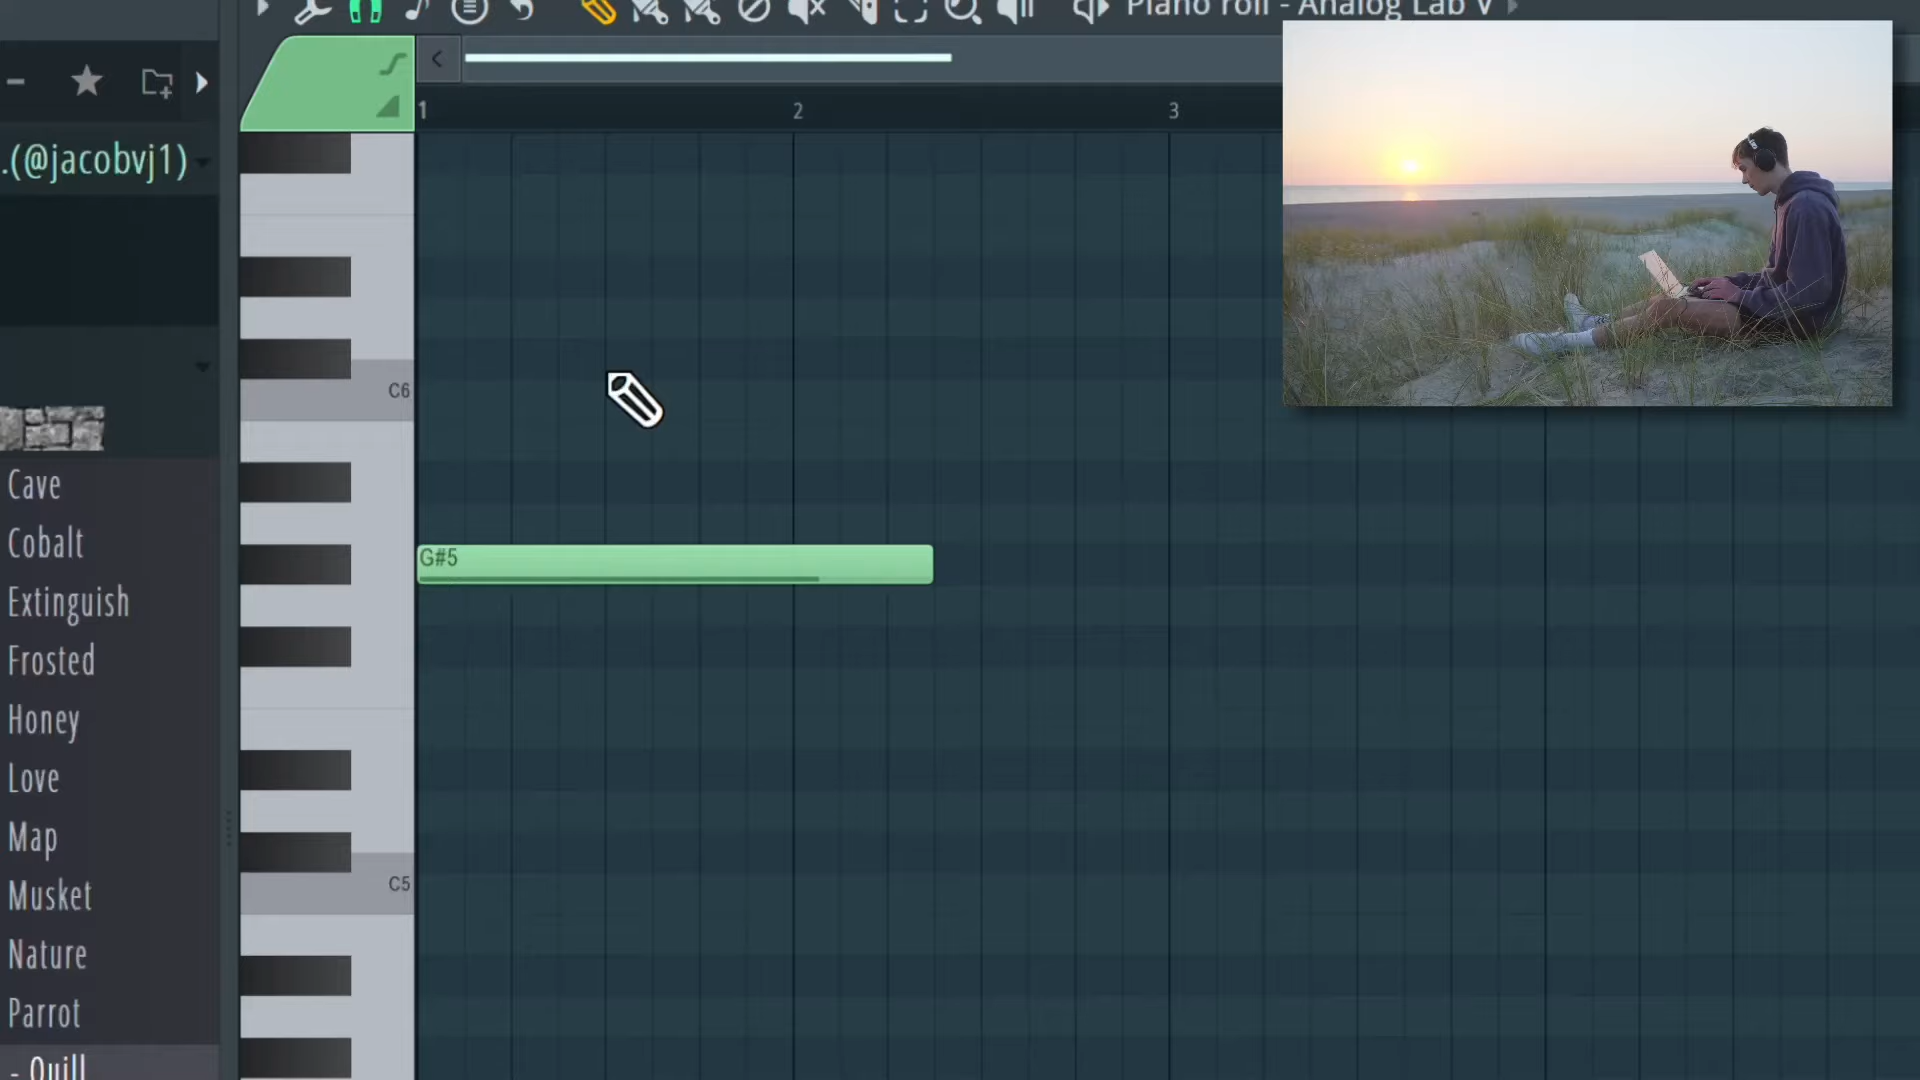 Piano roll - Analog Lab V
1 2 3
.(@jacobvj1)
C6
G#5
C5
Cave
Cobalt
Extinguish
Frosted
Honey
Love
Map
Musket
Nature
Parrot
- Quill